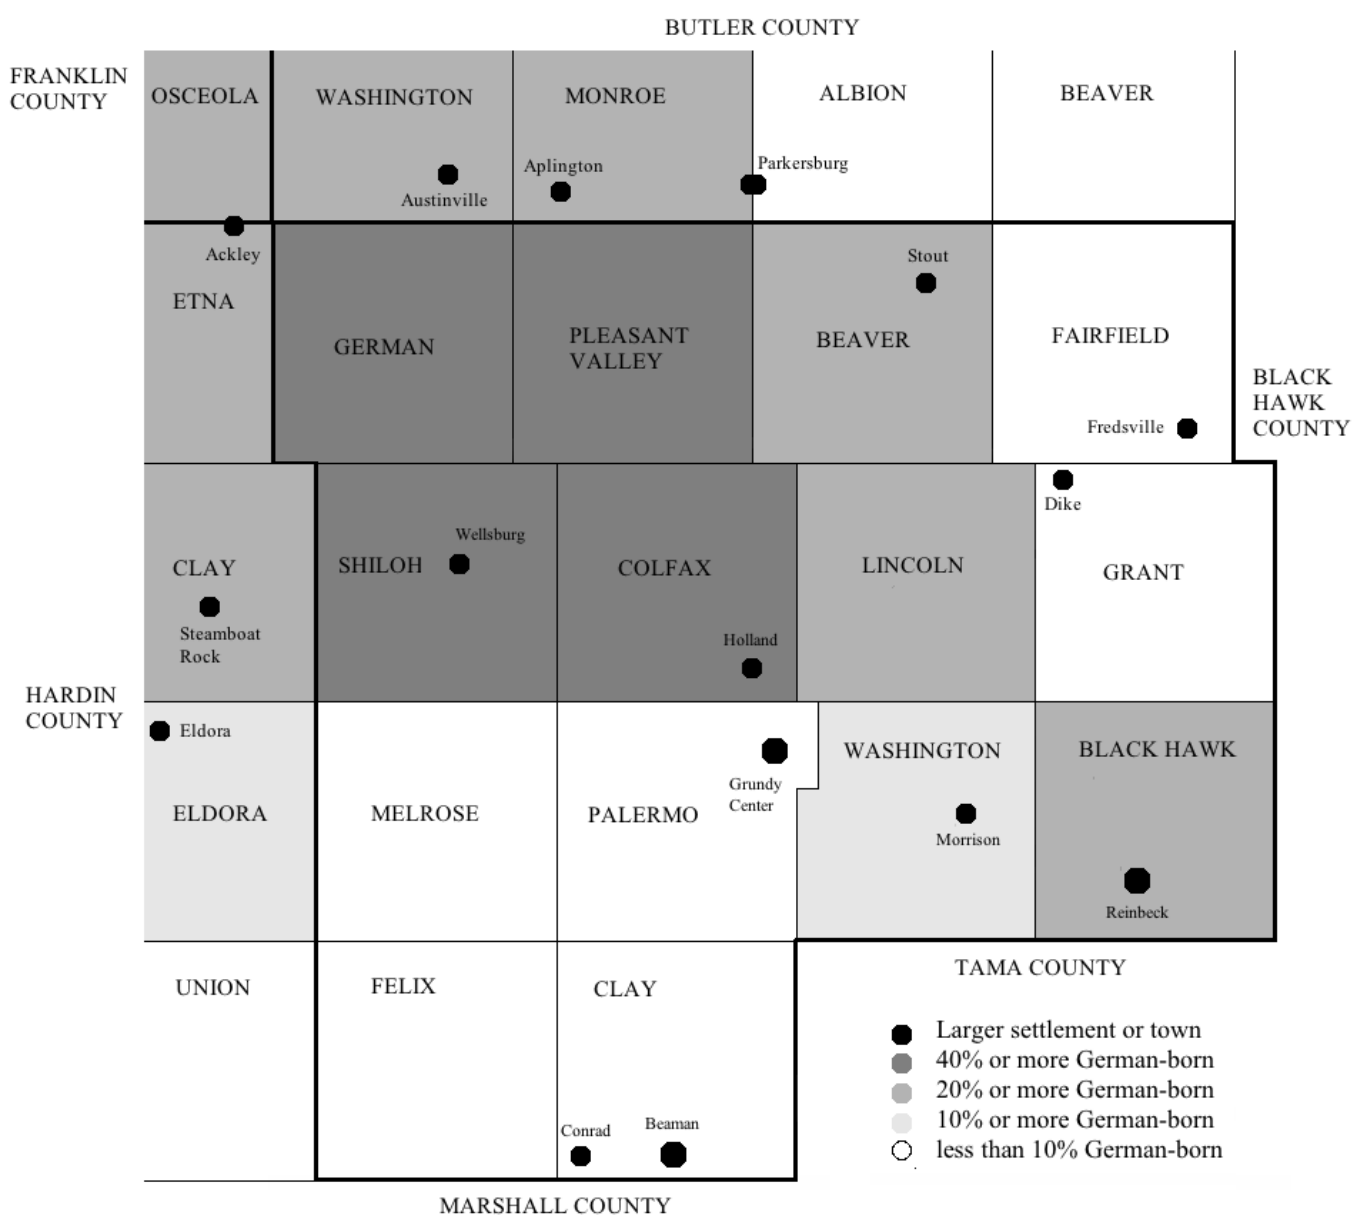 BUTLER COUNTY
FRANKLIN
COUNTY
OSCEOLA
WASHINGTON
MONROE
ALBION
BEAVER
Austinville
Aplington
Parkersburg
Ackley
ETNA
GERMAN
PLEASANT
VALLEY
Stout
BEAVER
FAIRFIELD
Fredsville
BLACK
HAWK
COUNTY
CLAY
Steamboat
Rock
SHILOH
Wellsburg
COLFAX
Holland
LINCOLN
Dike
GRANT
HARDIN
COUNTY
Eldora
ELDORA
MELROSE
PALERMO
Grundy
Center
WASHINGTON
Morrison
BLACK HAWK
Reinbeck
UNION
FELIX
CLAY
Conrad
Beaman
TAMA COUNTY
Larger settlement or town
40% or more German-born
20% or more German-born
10% or more German-born
less than 10% German-born
MARSHALL COUNTY